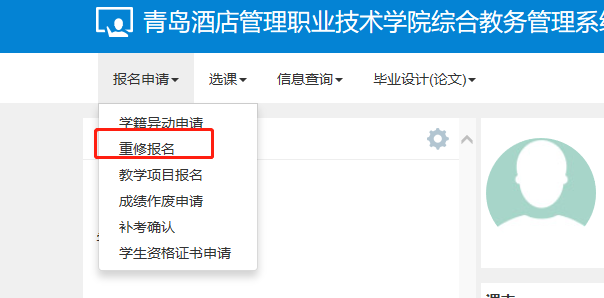 青岛酒店管理职业技术学院综合教务管理系
报名申请 选课 信息查询 毕业设计(论文)
学籍异动申请
重修报名
教学项目报名
成绩作废申请
补考确认
学生资格证书申请